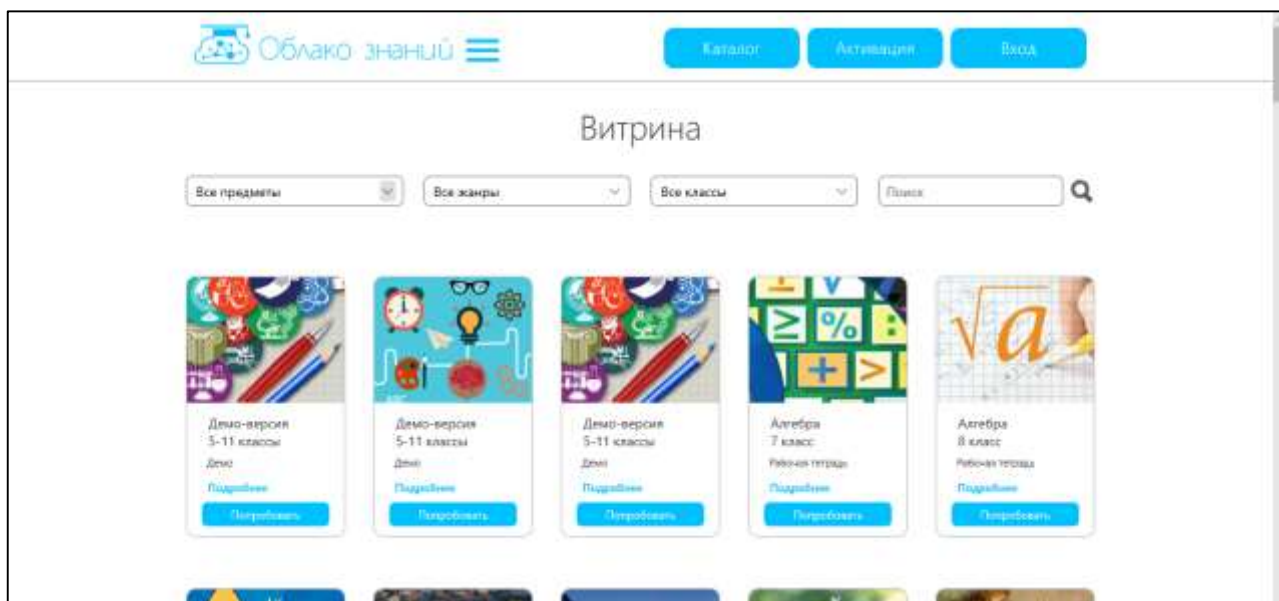 Облако знаний
Каталог
Активация
Вход
Витрина
Все предметы
Все жанры
Все классы
Поиск
Демо-версия
5-11 классы
Демо
Подробнее
Попробовать
Демо-версия
5-11 классы
Демо
Подробнее
Попробовать
Демо-версия
5-11 классы
Демо
Подробнее
Попробовать
Алгебра
7 класс
Рабочая тетрадь
Подробнее
Попробовать
√a
Алгебра
8 класс
Рабочая тетрадь
Подробнее
Попробовать